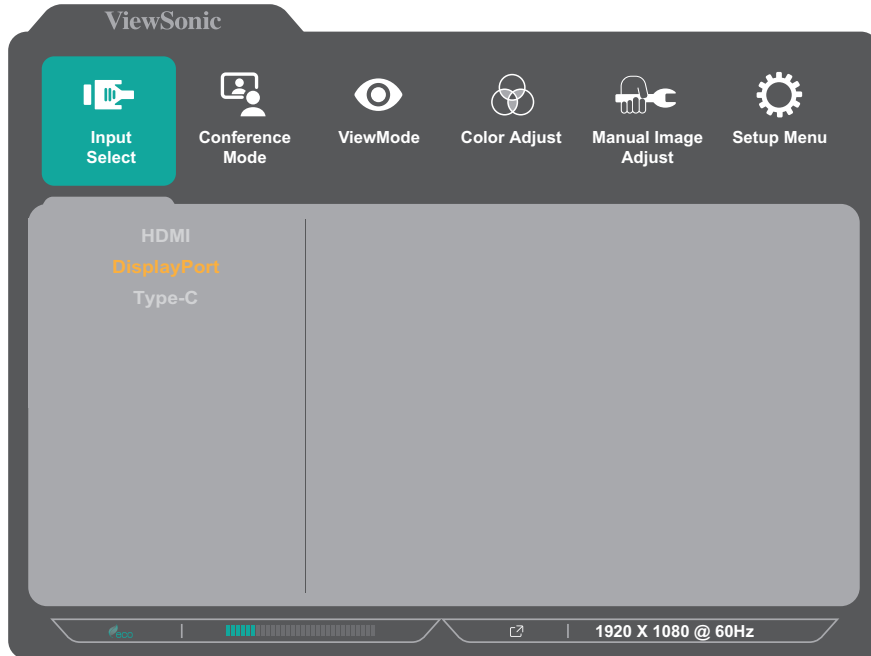 ViewSonic
Input
Select
Conference
Mode
ViewMode
Color Adjust
Manual Image
Adjust
Setup Menu
HDMI
DisplayPort
Type-C
eco
1920 X 1080 @ 60Hz